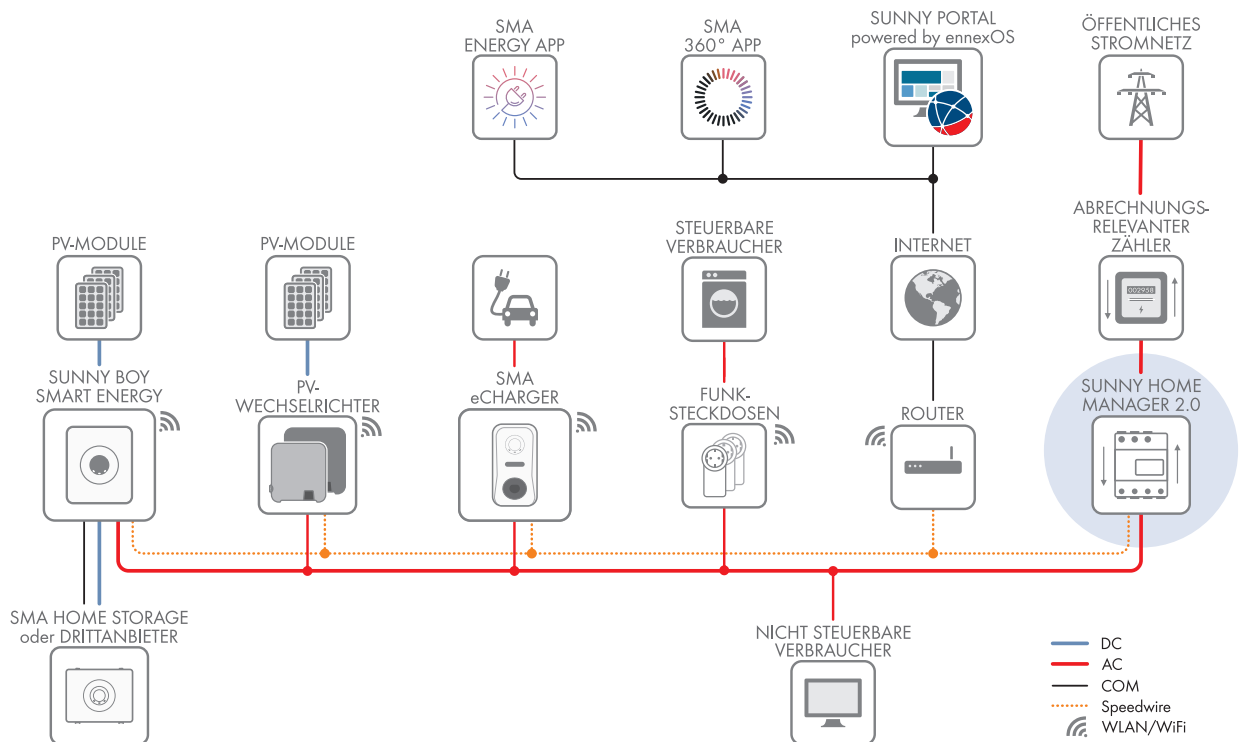 SMA
ENERGY APP
SMA
360° APP
SUNNY PORTAL
powered by ennexOS
ÖFFENTLICHES
STROMNETZ
PV-MODULE
PV-MODULE
STEUERBARE
VERBRAUCHER
INTERNET
ABRECHNUNGS-
RELEVANTER
ZÄHLER
002958
SUNNY BOY
SMART ENERGY
PV-
WECHSELRICHTER
SMA
eCHARGER
FUNK-
STECKDOSEN
ROUTER
SUNNY HOME
MANAGER 2.0
SMA HOME STORAGE
oder DRITTANBIETER
NICHT STEUERBARE
VERBRAUCHER
DC
AC
COM
Speedwire
WLAN/WiFi